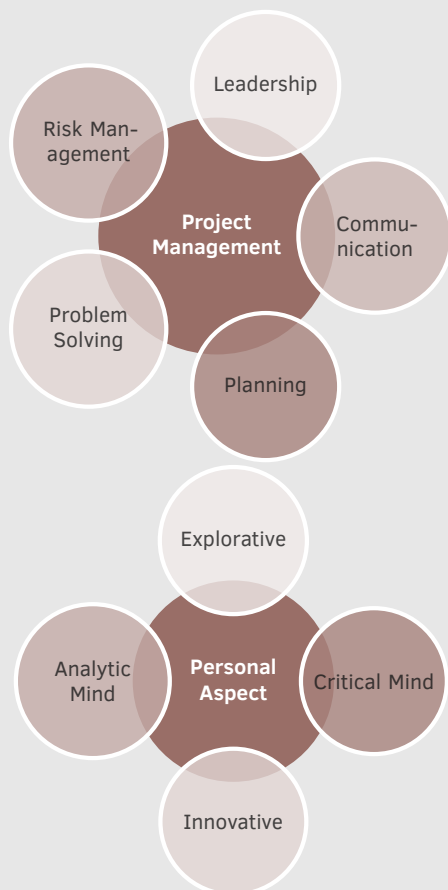 Leadership
Risk Man-
agement
Project
Management
Commu-
nication
Problem
Solving
Planning
Explorative
Analytic
Mind
Personal
Aspect
Critical Mind
Innovative